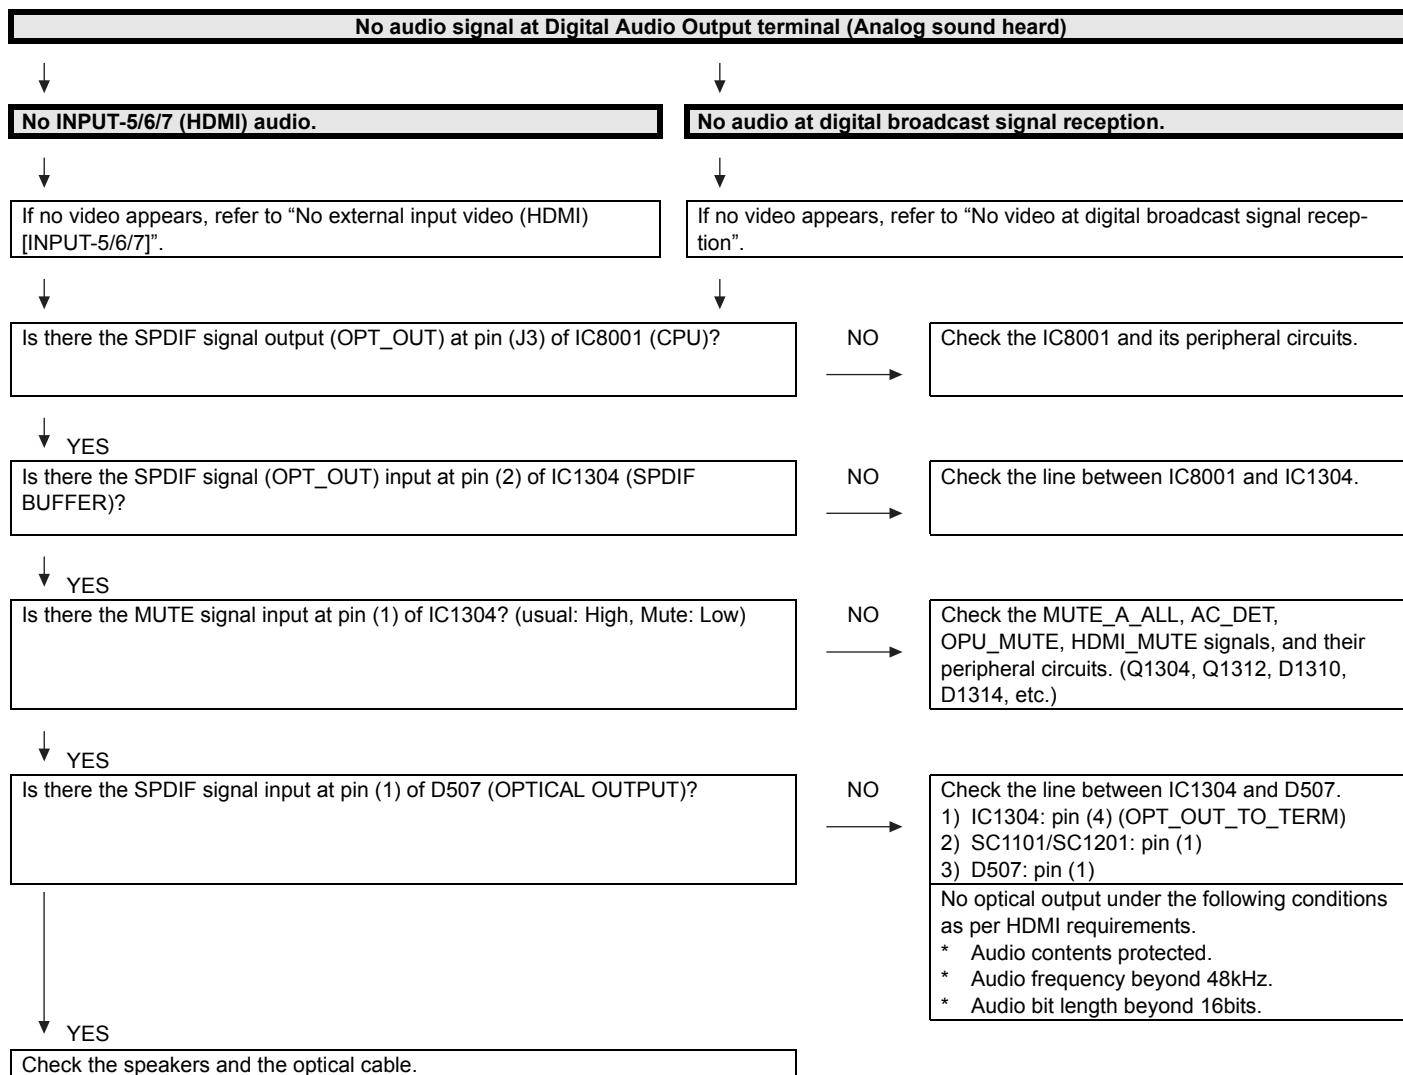 No audio signal at Digital Audio Output terminal (Analog sound heard)
No INPUT-5/6/7 (HDMI) audio.
No audio at digital broadcast signal reception.
If no video appears, refer to “No external input video (HDMI)
[INPUT-5/6/7]”.
If no video appears, refer to “No video at digital broadcast signal recep-
tion”.
Is there the SPDIF signal output (OPT_OUT) at pin (J3) of IC8001 (CPU)?
NO
Check the IC8001 and its peripheral circuits.
YES
Is there the SPDIF signal (OPT_OUT) input at pin (2) of IC1304 (SPDIF
BUFFER)?
NO
Check the line between IC8001 and IC1304.
YES
Is there the MUTE signal input at pin (1) of IC1304? (usual: High, Mute: Low)
NO
Check the MUTE_A_ALL, AC_DET,
OPU_MUTE, HDMI_MUTE signals, and their
peripheral circuits. (Q1304, Q1312, D1310,
D1314, etc.)
YES
Is there the SPDIF signal input at pin (1) of D507 (OPTICAL OUTPUT)?
NO
Check the line between IC1304 and D507.
1) IC1304: pin (4) (OPT_OUT_TO_TERM)
2) SC1101/SC1201: pin (1)
3) D507: pin (1)
No optical output under the following conditions
as per HDMI requirements.
* Audio contents protected.
* Audio frequency beyond 48kHz.
* Audio bit length beyond 16bits.
YES
Check the speakers and the optical cable.